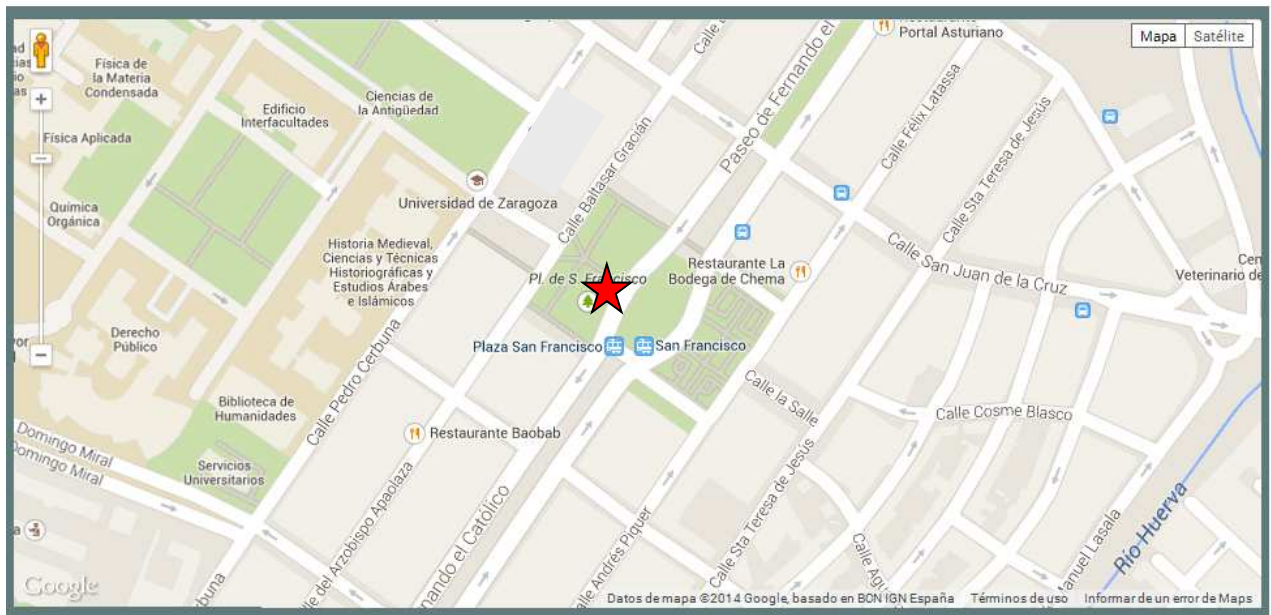 Mapa
Satélite
Restaurante
Portal Asturiano
Física de
la Materia
Condensada
Ciencias de
la Antigüedad
Edificio
Interfacultades
Física Aplicada
Química
Orgánica
Universidad de Zaragoza
Calle Baltasar Gracián
Paseo de Fernando el
Calle Félix Latassa
Calle Sta Teresa de Jesús
Historia Medieval,
Ciencias y Técnicas
Historiográficas y
Estudios Árabes
e Islámicos
Pl. de S. Francisco
Restaurante La
Bodega de Chema
Calle San Juan de la Cruz
Cen
Veterinario de
Derecho
Público
Plaza San Francisco
San Francisco
Calle Pedro Cerbuna
Calle la Salle
Calle Cosme Blasco
Biblioteca de
Humanidades
Restaurante Baobab
Domingo Miral
Domingo Miral
Servicios
Universitarios
Calle Sta Teresa de Jesús
Calle Andrés Piquer
Calle
Manuel Lasala
Río Huerva
rnando el Católico
lle del Arzobispo Apaolaza
rbuna
Google
Datos de mapa ©2014 Google, basado en BCN IGN España
Términos de uso
Informar de un error de Maps